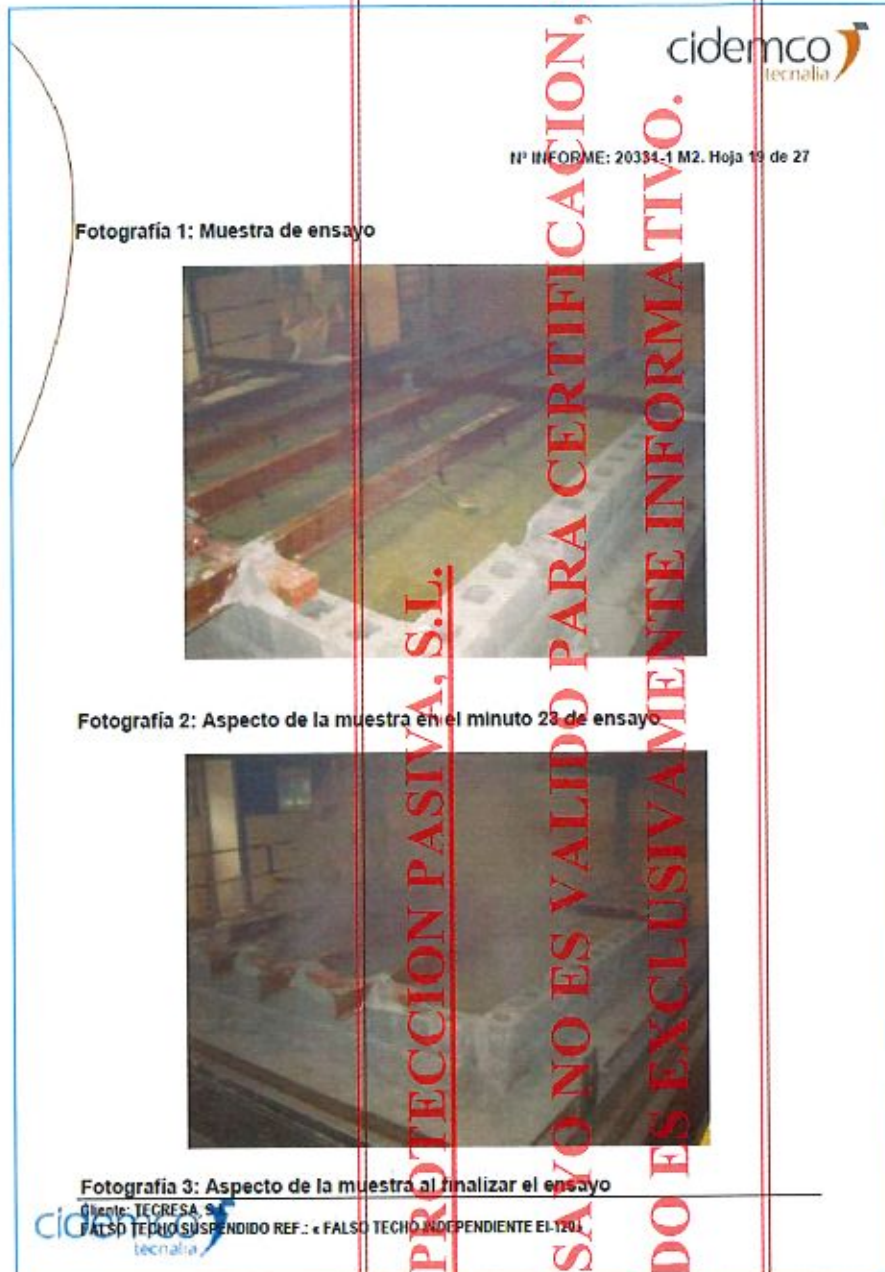 cidemco
tecnalia
Nº INFORME: 20331-1 M2. Hoja 19 de 27
Fotografía 1: Muestra de ensayo
Fotografía 2: Aspecto de la muestra en el minuto 23 de ensayo
Fotografía 3: Aspecto de la muestra al finalizar el ensayo
Cliente: TECRESA, S.L.
FALSO TECHO SUSPENDIDO REF.: « FALSO TECHO INDEPENDIENTE EI-120»
cidemco
tecnalia
PROTECCION PASIVA, S.L.
SAYO NO ES VALIDO PARA CERTIFICACION,
DO ES EXCLUSIVAMENTE INFORMATIVO.